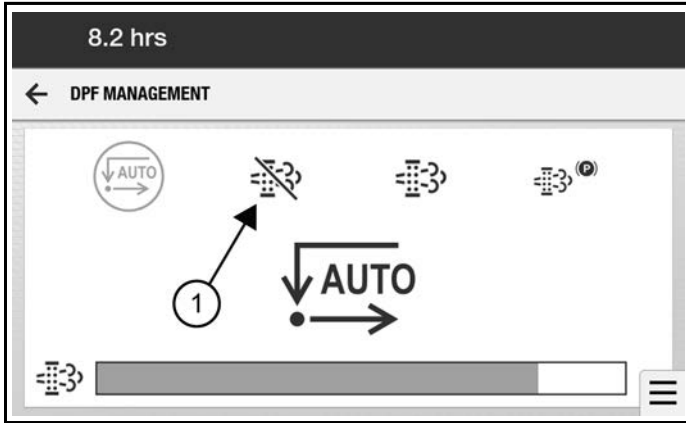 8.2 hrs
DPF MANAGEMENT
AUTO
(P)
1
AUTO